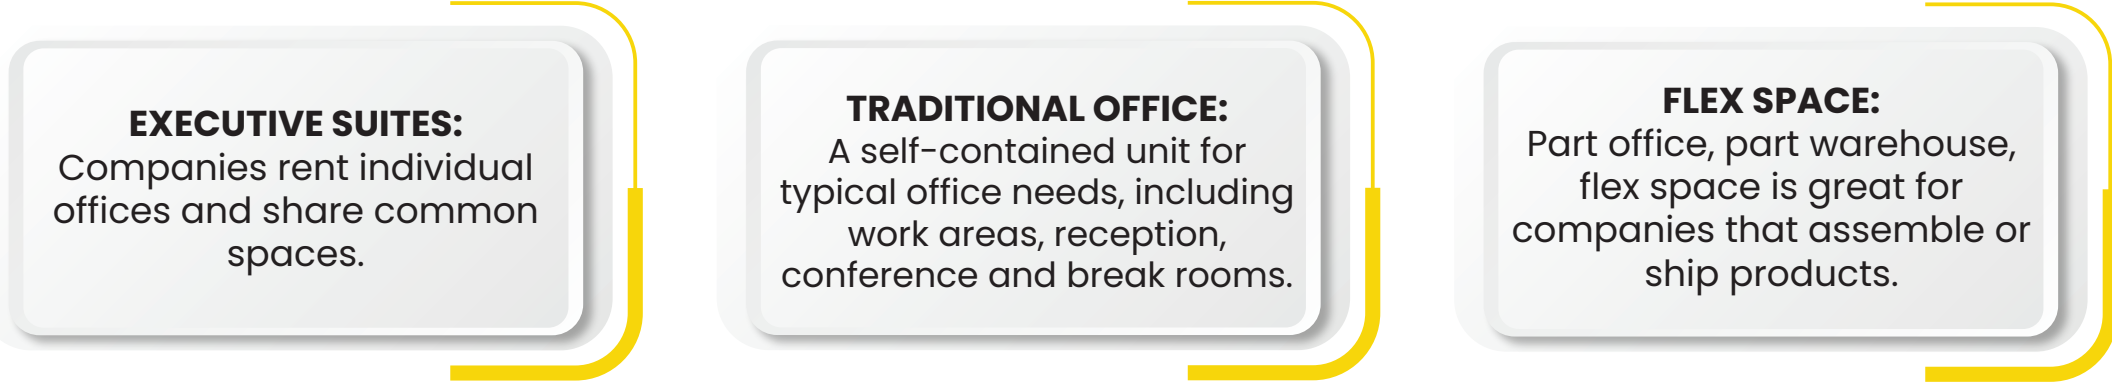 EXECUTIVE SUITES:
Companies rent individual
offices and share common
spaces.
TRADITIONAL OFFICE:
A self-contained unit for
typical office needs, including
work areas, reception,
conference and break rooms.
FLEX SPACE:
Part office, part warehouse,
flex space is great for
companies that assemble or
ship products.